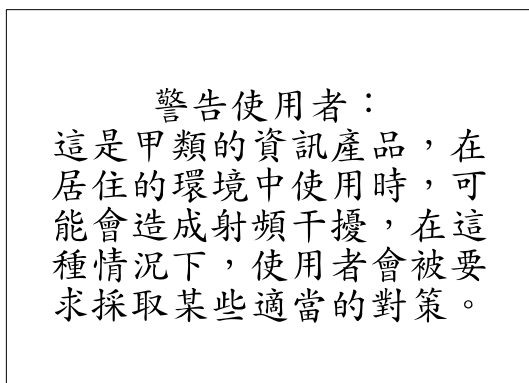 警告使用者：
這是甲類的資訊產品，在
居住的環境中使用時，可
能會造成射頻干擾，在這
種情況下，使用者會被要
求採取某些適當的對策。